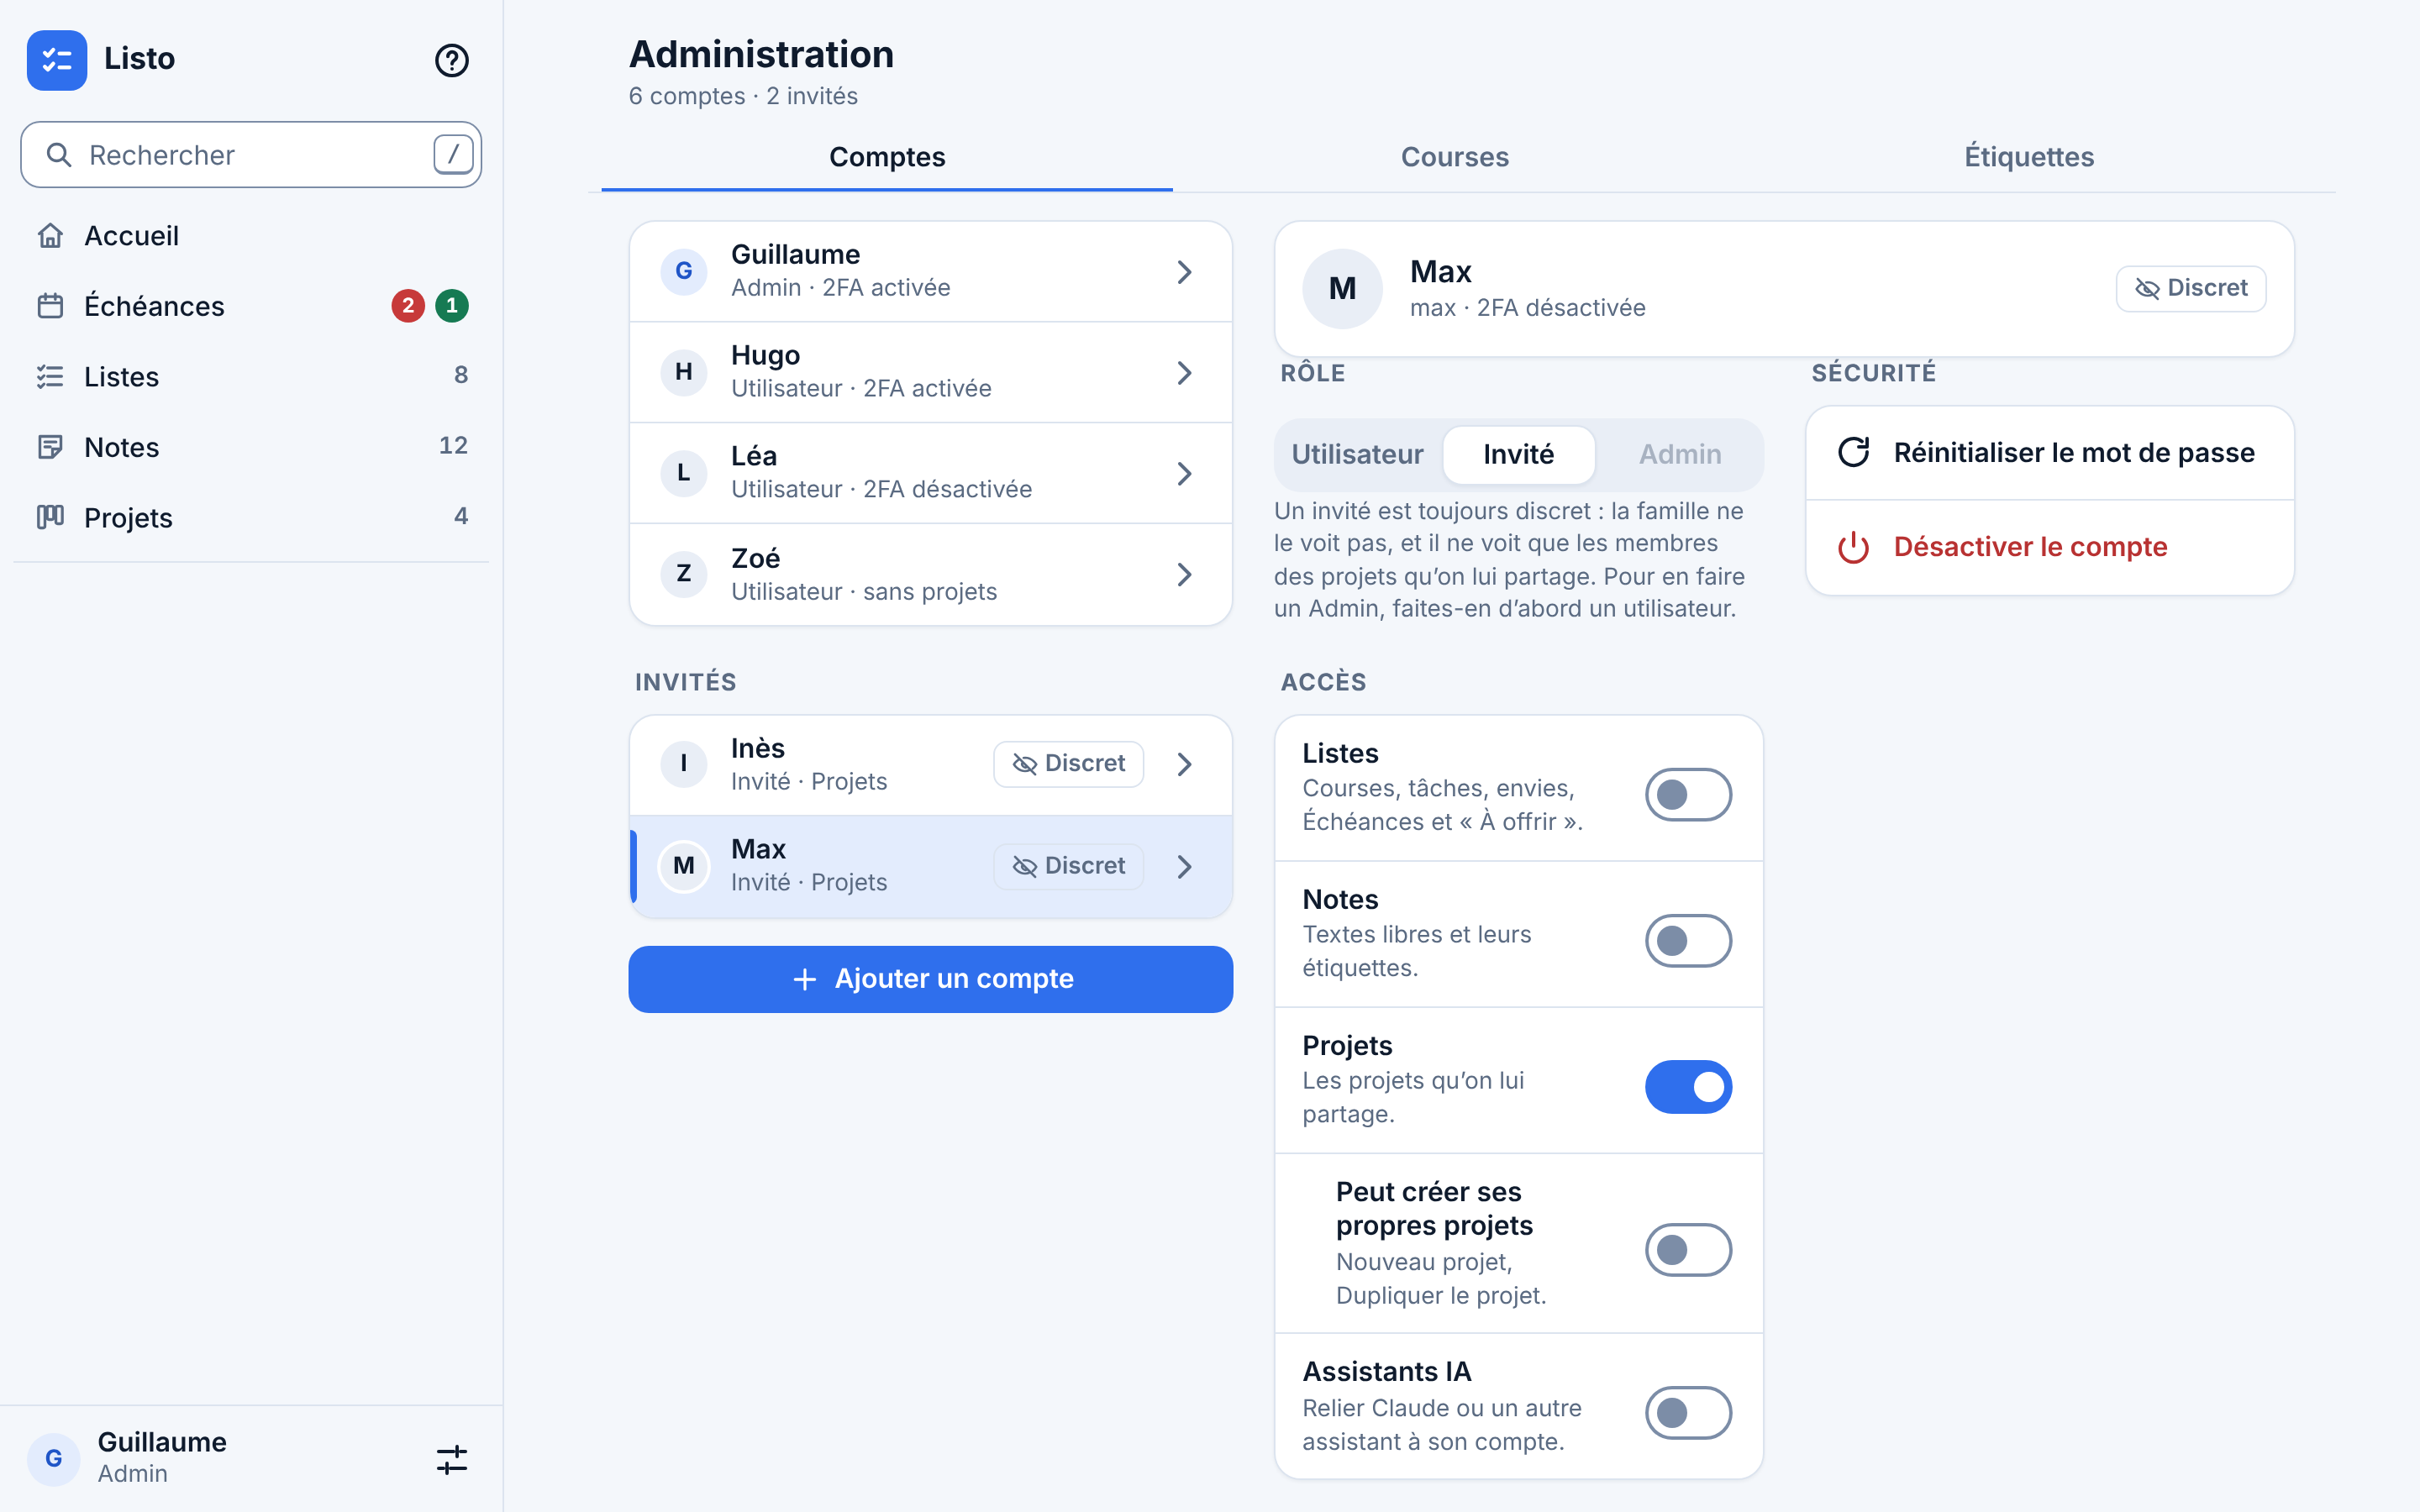 Listo
Rechercher
/
Accueil
Échéances
2
1
Listes
8
Notes
12
Projets
4
G
Guillaume
Admin
Administration
6 comptes · 2 invités
Comptes
Courses
Étiquettes
G
Guillaume
Admin · 2FA activée
H
Hugo
Utilisateur · 2FA activée
L
Léa
Utilisateur · 2FA désactivée
Z
Zoé
Utilisateur · sans projets
INVITÉS
I
Inès
Invité · Projets
Discret
M
Max
Invité · Projets
Discret
Ajouter un compte
M
Max
max · 2FA désactivée
Discret
RÔLE
Utilisateur
Invité
Admin
Un invité est toujours discret : la famille ne
le voit pas, et il ne voit que les membres
des projets qu’on lui partage. Pour en faire
un Admin, faites-en d’abord un utilisateur.
SÉCURITÉ
Réinitialiser le mot de passe
Désactiver le compte
ACCÈS
Listes
Courses, tâches, envies,
Échéances et « À offrir ».
Notes
Textes libres et leurs
étiquettes.
Projets
Les projets qu’on lui
partage.
Peut créer ses
propres projets
Nouveau projet,
Dupliquer le projet.
Assistants IA
Relier Claude ou un autre
assistant à son compte.